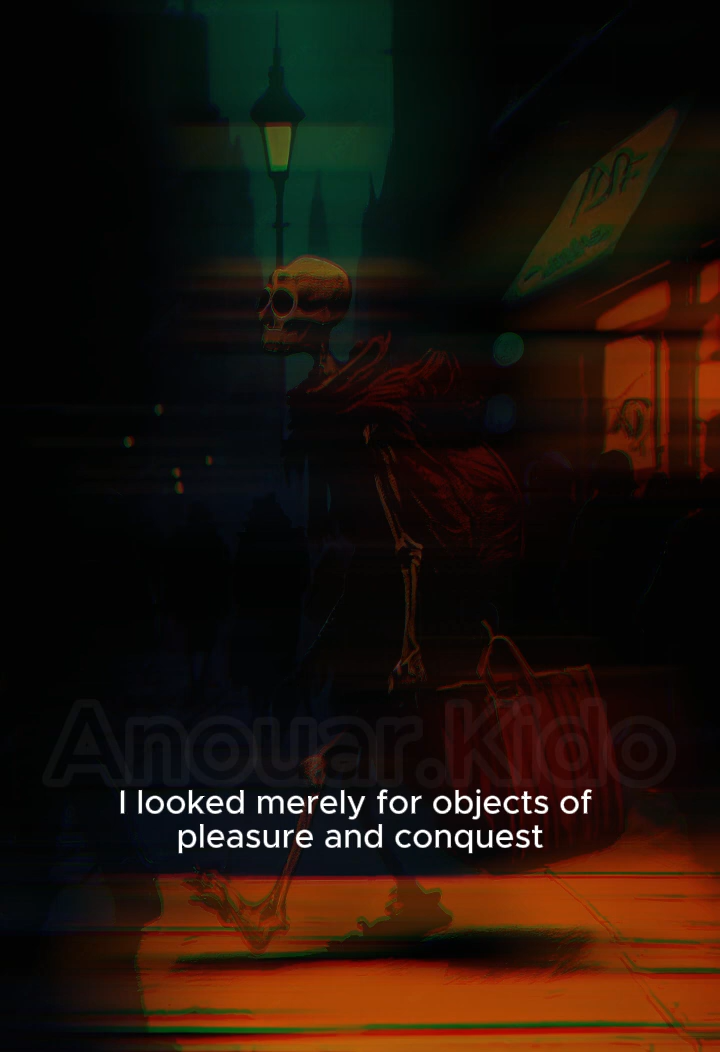 Anouar.Kido
I looked merely for objects of
pleasure and conquest